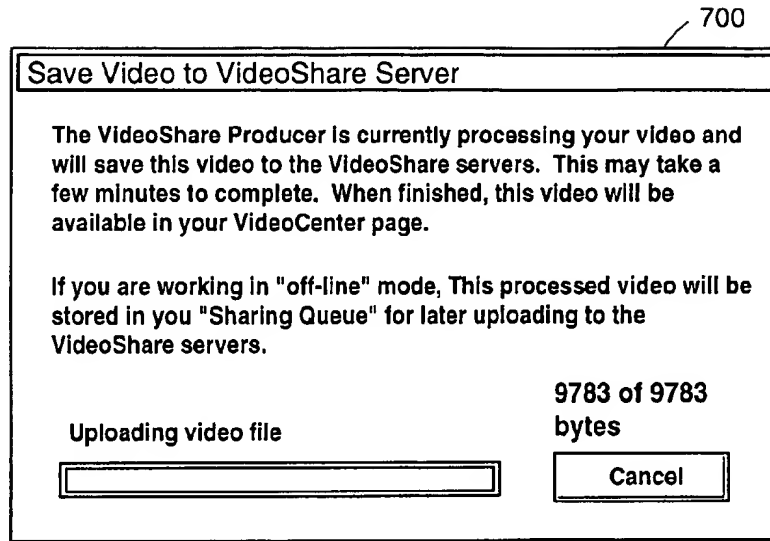 700
Save Video to VideoShare Server
The VideoShare Producer is currently processing your video and
will save this video to the VideoShare servers. This may take a
few minutes to complete. When finished, this video will be
available in your VideoCenter page.
If you are working in "off-line" mode, This processed video will be
stored in you "Sharing Queue" for later uploading to the
VideoShare servers.
9783 of 9783
bytes
Uploading video file
Cancel